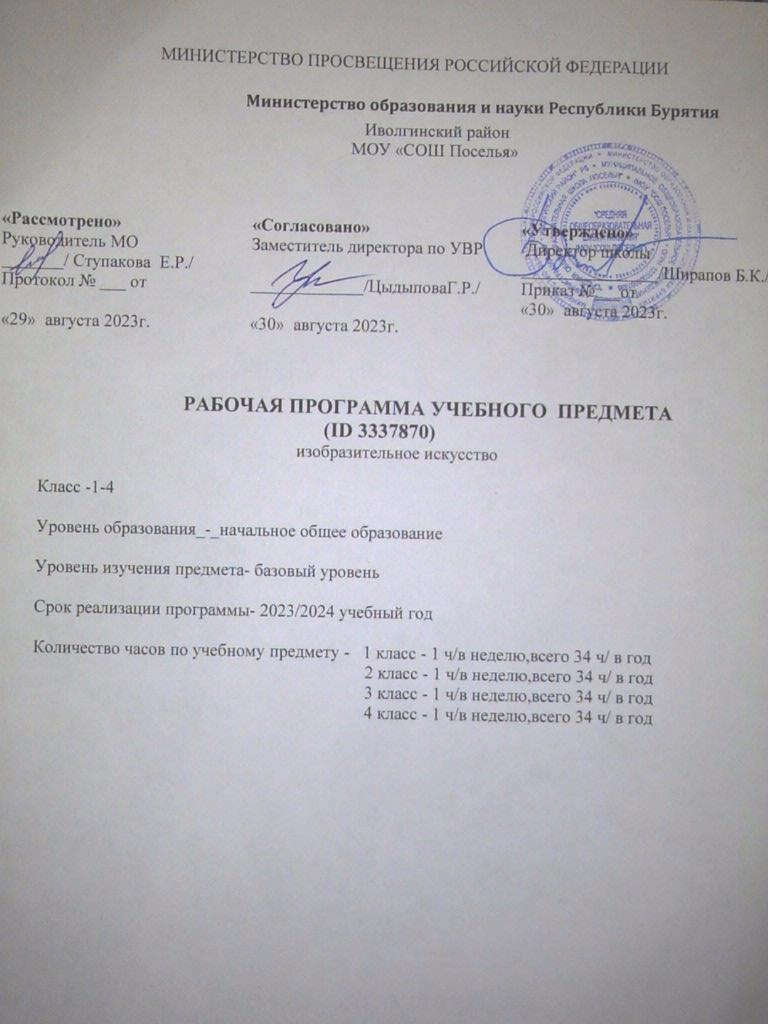 МИНИСТЕРСТВО ПРОСВЕЩЕНИЯ РОССИЙСКОЙ ФЕДЕРАЦИИ
Министерство образования и науки Республики Бурятия
Иволгинский район
МОУ «СОШ Поселья»
«Рассмотрено»
Руководитель МО
______/ Ступакова Е.Р./
Протокол № ___ от
«29» августа 2023г.
«Согласовано»
Заместитель директора по УВР
_____________/ЦыдыповаГ.Р./
«30» августа 2023г.
«Утверждено»
Директор школы
/Ширапов Б.К./
Приказ № ___ от
«30» августа 2023г.
СРЕДНЯЯ
ОБЩЕОБРАЗОВАТЕЛЬНАЯ
РАБОЧАЯ ПРОГРАММА УЧЕБНОГО ПРЕДМЕТА
(ID 3337870)
изобразительное искусство
Класс -1-4
Уровень образования_-_начальное общее образование
Уровень изучения предмета- базовый уровень
Срок реализации программы- 2023/2024 учебный год
Количество часов по учебному предмету - 1 класс - 1 ч/в неделю,всего 34 ч/ в год
2 класс - 1 ч/в неделю,всего 34 ч/ в год
3 класс - 1 ч/в неделю,всего 34 ч/ в год
4 класс - 1 ч/в неделю,всего 34 ч/ в год